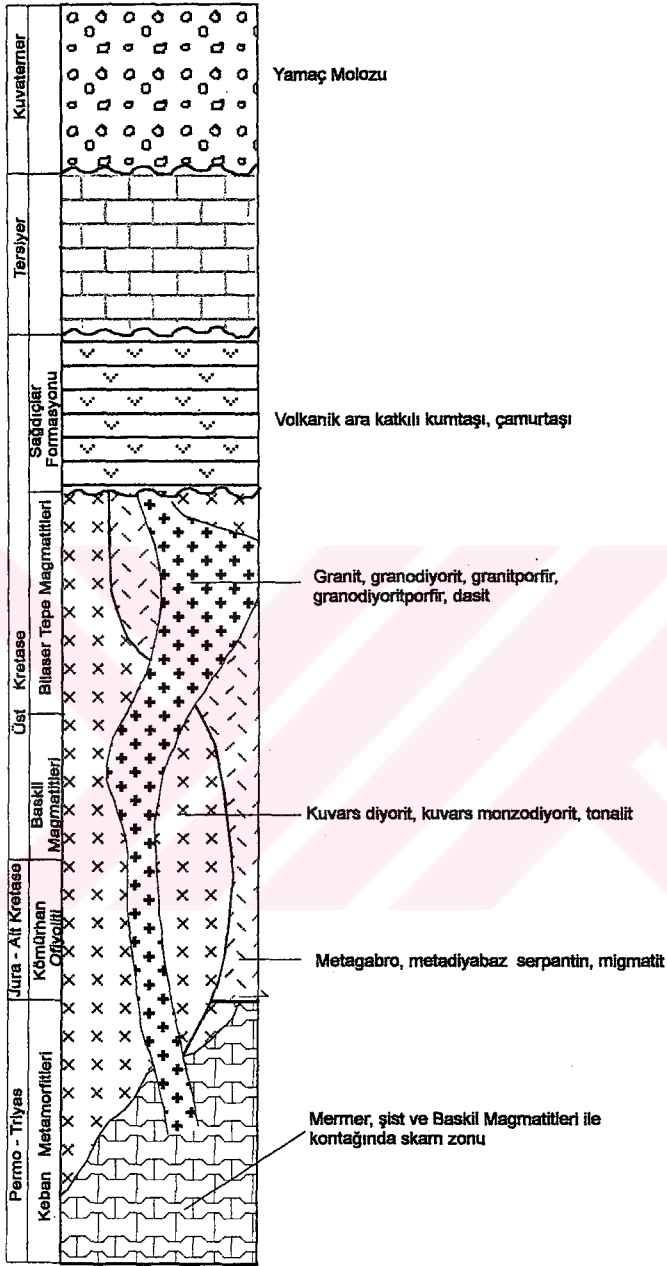 Kuvaterner
Yamaç Molozu
Tersiyer
Sağdıçlar
Formasyonu
Volkanik ara katkılı kumtaşı, çamurtaşı
Üst Kretase
Bilaser Tepe Magmatitleri
Granit, granodiyorit, granitporfir,
granodiyoritporfir, dasit
Baskil
Magmatitleri
Kuvars diyorit, kuvars monzodiyorit, tonalit
Jura - Alt Kretase
Kömürhan
Ofiyoliti
Metagabro, metadiyabaz serpantin, migmatit
Permo - Triyas
Keban Metamorfitleri
Mermer, şist ve Baskil Magmatitleri ile
kontağında skarn zonu